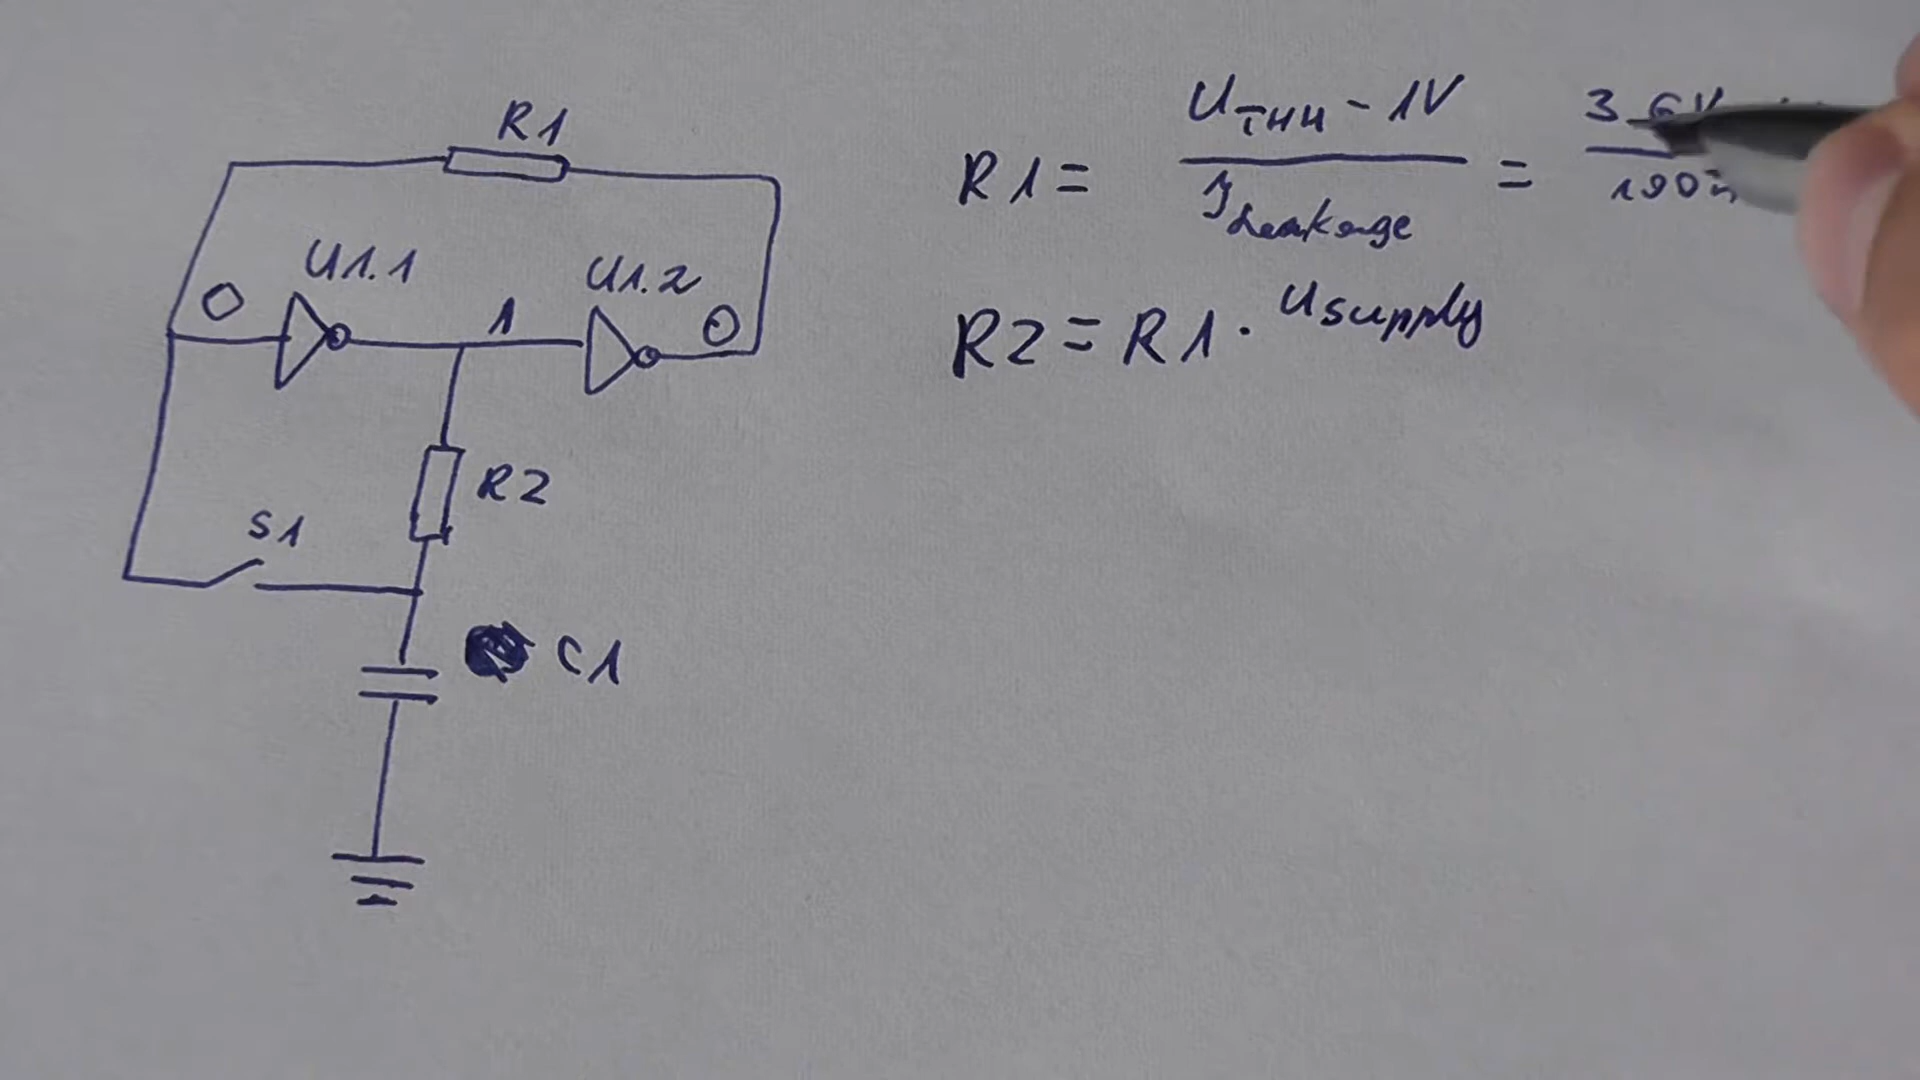 R1
U1.1
U1.2
0
1
0
R2
S1
C1
R1 = U_THH - 1V / I_Leakage = 3.6V / 100n
R2 = R1 · U_supply